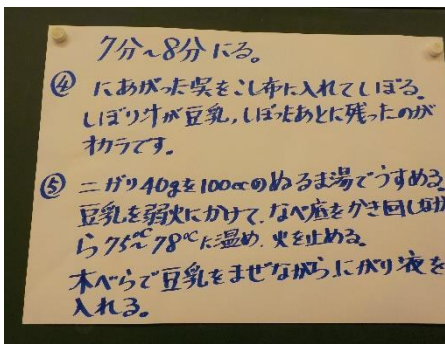 7分〜8分にる。
④ にあがった呉をこし布に入れてしぼる。
しぼり汁が豆乳,しぼったあとに残ったのが
オカラです。
⑤ ニガリ40gを100ccのぬるま湯でうすめる。
豆乳を弱火にかけて、なべ底をかき回しなが
ら75℃〜78℃に温め、火を止める。
木べらで豆乳をまぜながら、にがり液を
入れる。